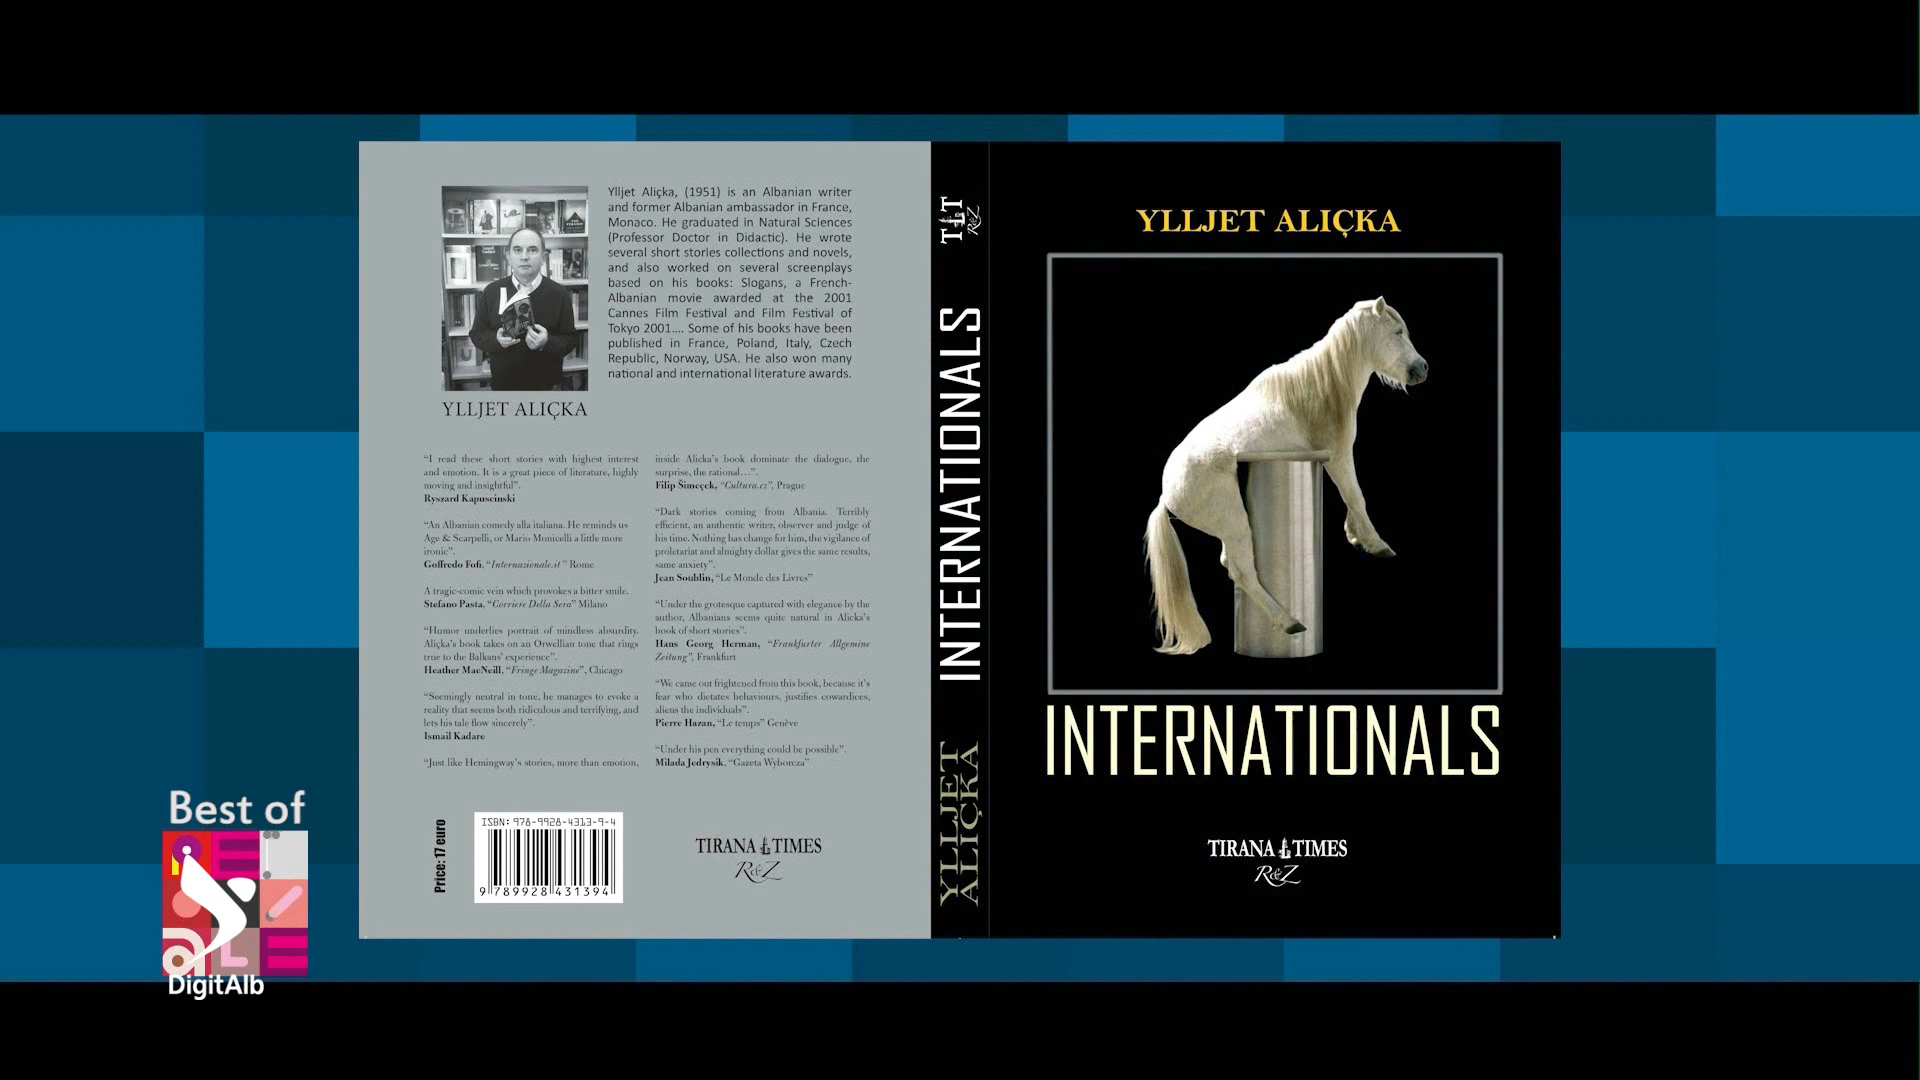 Ylljet Aliçka, (1951) is an Albanian writer
and former Albanian ambassador in France,
Monaco. He graduated in Natural Sciences
(Professor Doctor in Didactic). He wrote
several short stories collections and novels,
and also worked on several screenplays
based on his books: Slogans, a French-
Albanian movie awarded at the 2001
Cannes Film Festival and Film Festival of
Tokyo 2001.... Some of his books have been
published in France, Poland, Italy, Czech
Republic, Norway, USA. He also won many
national and international literature awards.
YLLJET ALIÇKA
“I read these short stories with highest interest
and emotion. It is a great piece of literature, highly
moving and insightful”.
Ryszard Kapuscinski
“An Albanian comedy alla italiana. He reminds us
Age & Scarpelli, or Mario Monicelli a little more
ironic”.
Goffredo Fofi, “Internazionale.it” Rome
A tragic-comic vein which provokes a bitter smile.
Stefano Pasta, “Corriere Della Sera” Milano
“Humor underlies portrait of mindless absurdity.
Aliçka’s book takes on an Orwellian tone that rings
true to the Balkans’ experience”.
Heather MacNeill, “Fringe Magazine”, Chicago
“Seemingly neutral in tone, he manages to evoke a
reality that seems both ridiculous and terrifying, and
lets his tale flow sincerely”.
Ismail Kadare
“Just like Hemingway’s stories, more than emotion,
inside Alicka’s book dominate the dialogue, the
surprise, the rational…”.
Filip Šimeçek, “Cultura.cz”, Prague
“Dark stories coming from Albania. Terribly
efficient, an authentic writer, observer and judge of
his time. Nothing has change for him, the vigilance of
proletariat and almighty dollar gives the same results,
same anxiety”.
Jean Soublin, “Le Monde des Livres”
“Under the grotesque captured with elegance by the
author, Albanians seems quite natural in Alicka’s
book of short stories”.
Hans Georg Herman, “Frankfurter Allgemine
Zeitung”, Frankfurt
“We came out frightened from this book, because it’s
fear who dictates behaviours, justifies cowardices,
aliens the individuals”.
Pierre Hazan, “Le temps” Genève
“Under his pen everything could be possible”.
Milada Jedrysik, “Gazeta Wyborcza”
Price: 17 euro
ISBN: 978-9928-4313-9-4
9 789928 431394
TIRANA TIMES
R&Z
T T
R&Z
INTERNATIONALS
YLLJET
ALIÇKA
YLLJET ALIÇKA
INTERNATIONALS
TIRANA TIMES
R&Z
Best of
DigitAlb